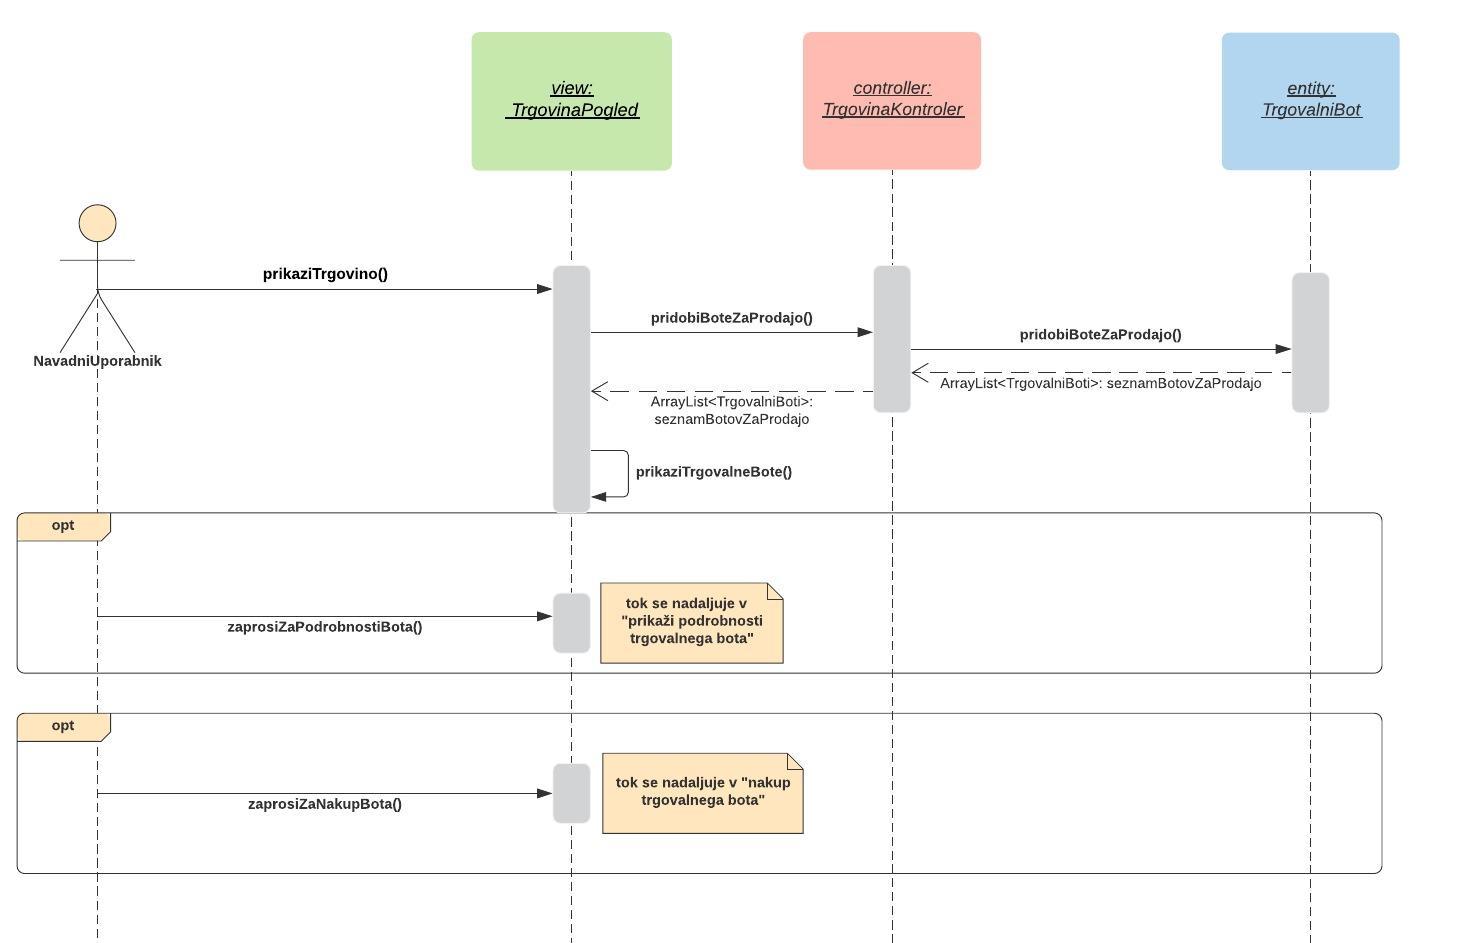 view:
TrgovinaPogled
controller:
TrgovinaKontroler
entity:
TrgovalniBot
prikaziTrgovino()
NavadniUporabnik
pridobiBoteZaProdajo()
pridobiBoteZaProdajo()
ArrayList<TrgovalniBoti>: seznamBotovZaProdajo
ArrayList<TrgovalniBoti>:
seznamBotovZaProdajo
prikaziTrgovalneBote()
opt
zaprosiZaPodrobnostiBota()
tok se nadaljuje v
"prikaži podrobnosti
trgovalnega bota"
opt
zaprosiZaNakupBota()
tok se nadaljuje v "nakup
trgovalnega bota"